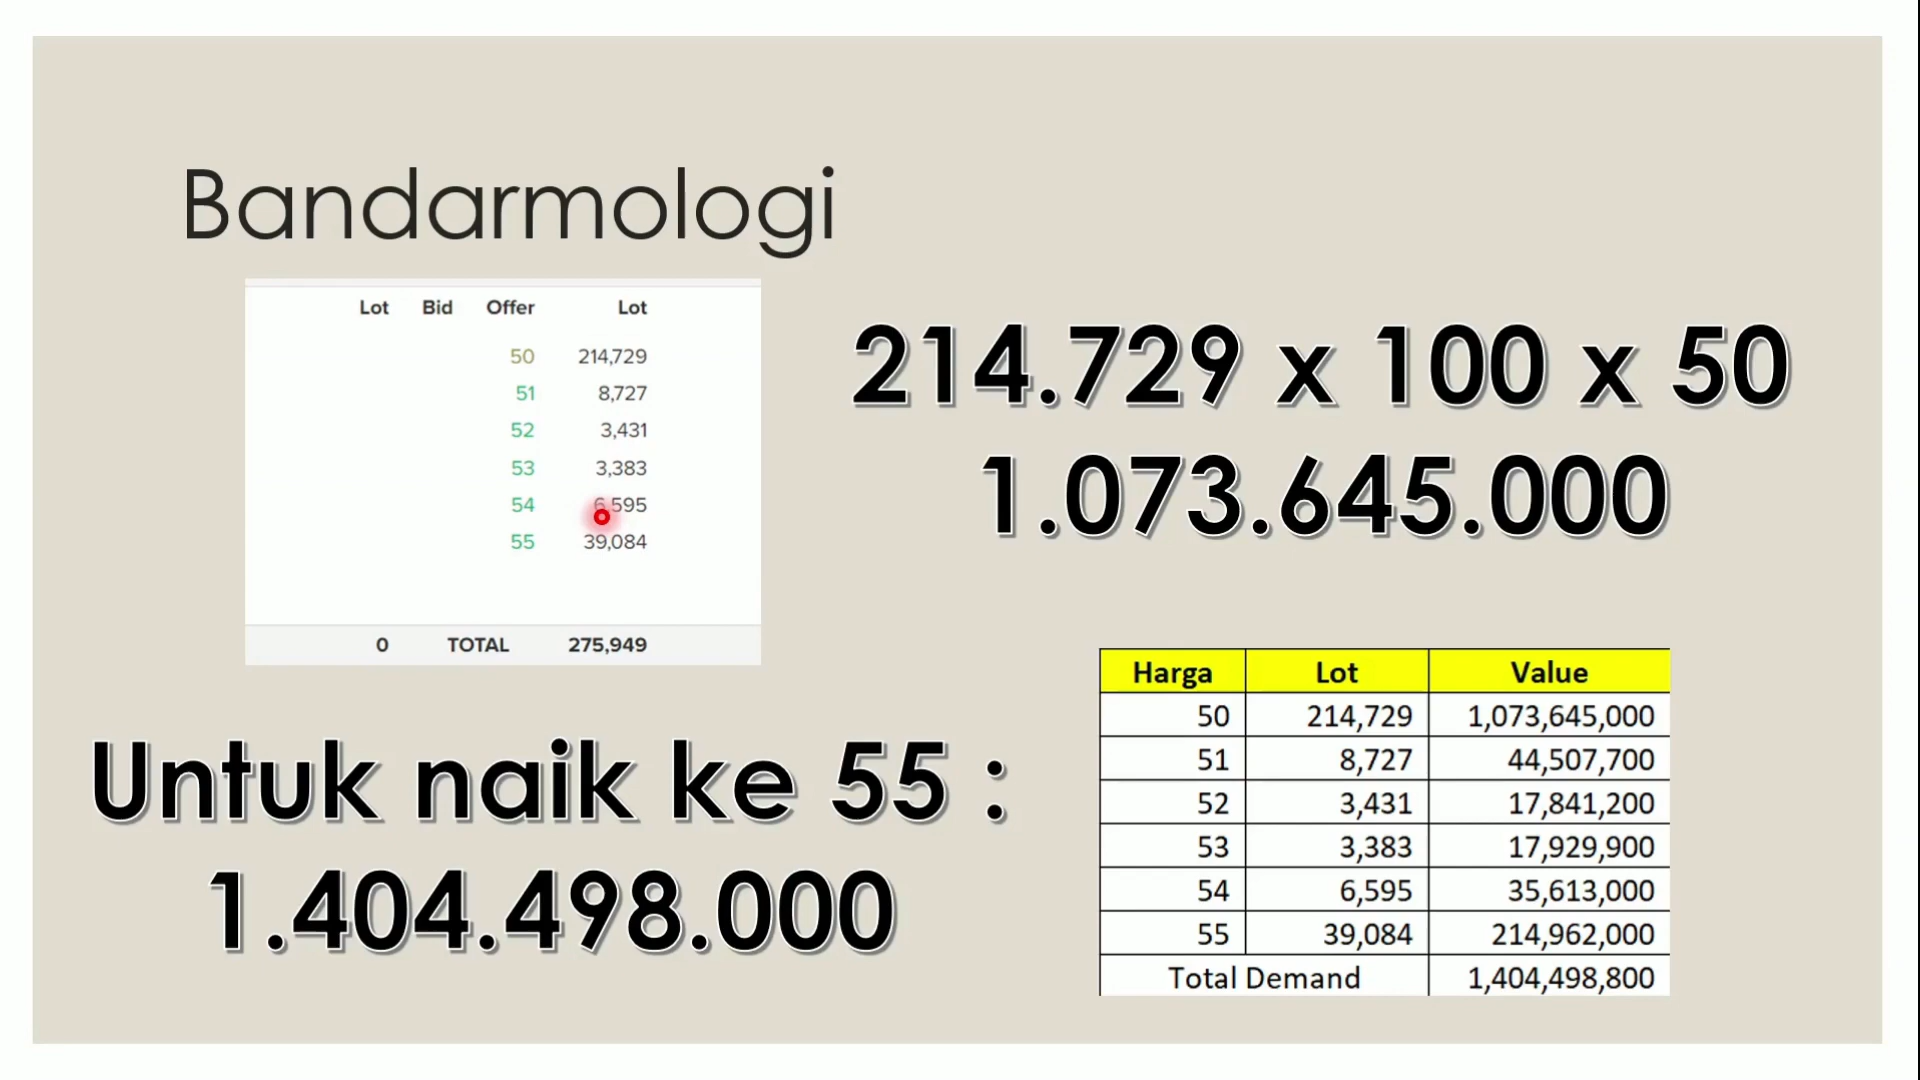 Bandarmologi
Lot Bid Offer Lot
50 214,729
51 8,727
52 3,431
53 3,383
54 6,595
55 39,084
0 TOTAL 275,949
214.729 x 100 x 50
1.073.645.000
Untuk naik ke 55 :
1.404.498.000
Harga Lot Value
50 214,729 1,073,645,000
51 8,727 44,507,700
52 3,431 17,841,200
53 3,383 17,929,900
54 6,595 35,613,000
55 39,084 214,962,000
Total Demand 1,404,498,800